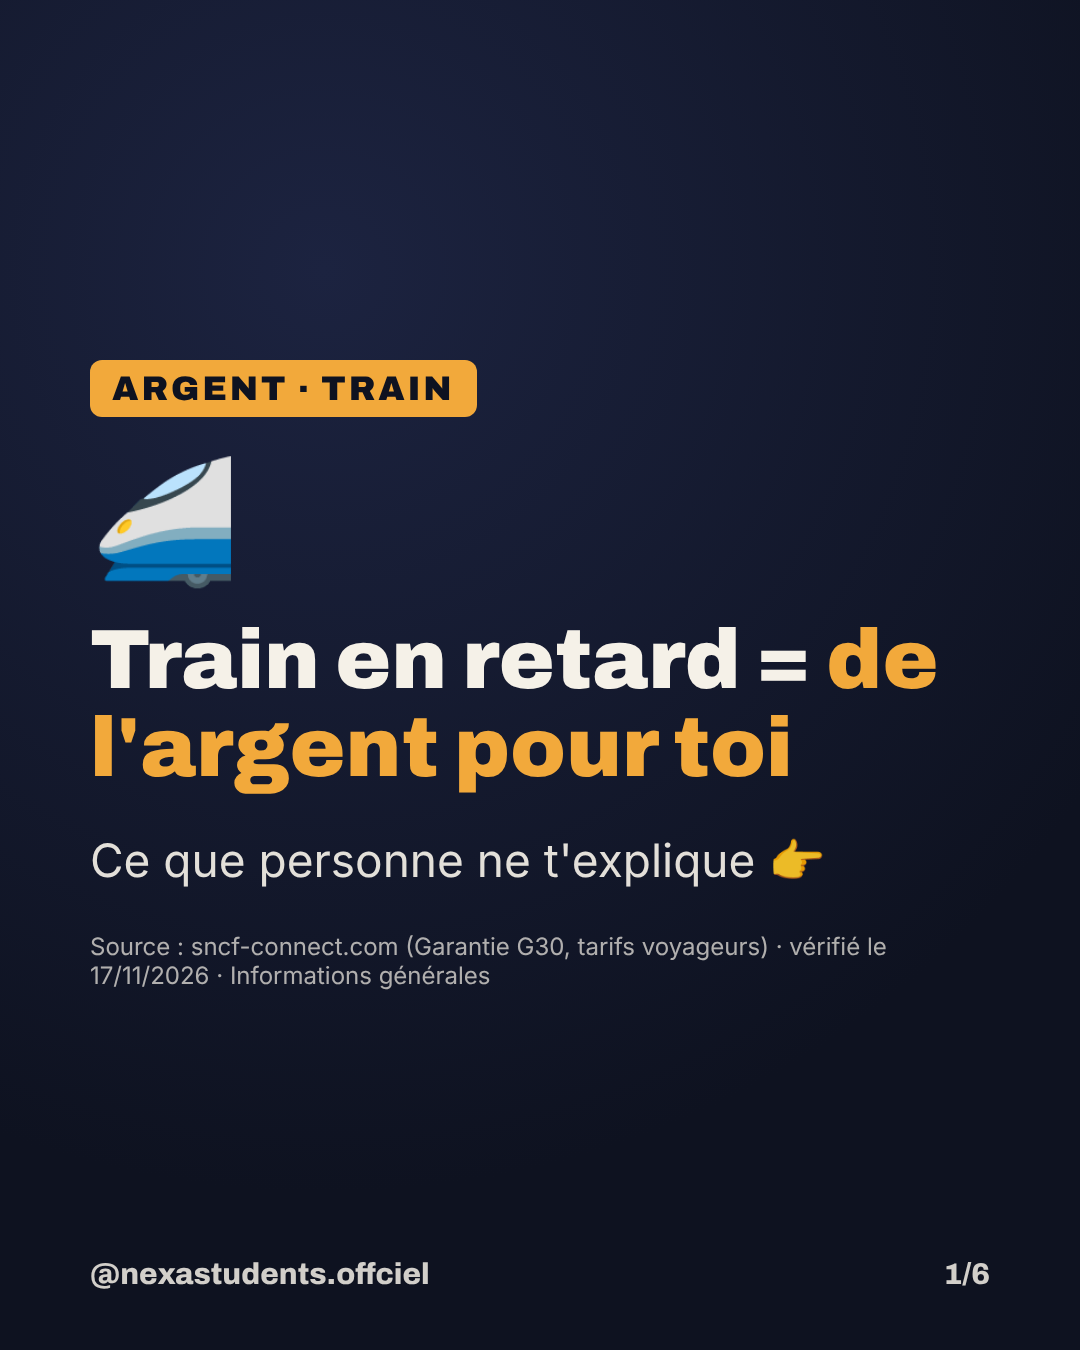 ARGENT · TRAIN
Train en retard = de
l'argent pour toi
Ce que personne ne t'explique 👉
Source : sncf-connect.com (Garantie G30, tarifs voyageurs) · vérifié le
17/11/2026 · Informations générales
@nexastudents.offciel
1/6